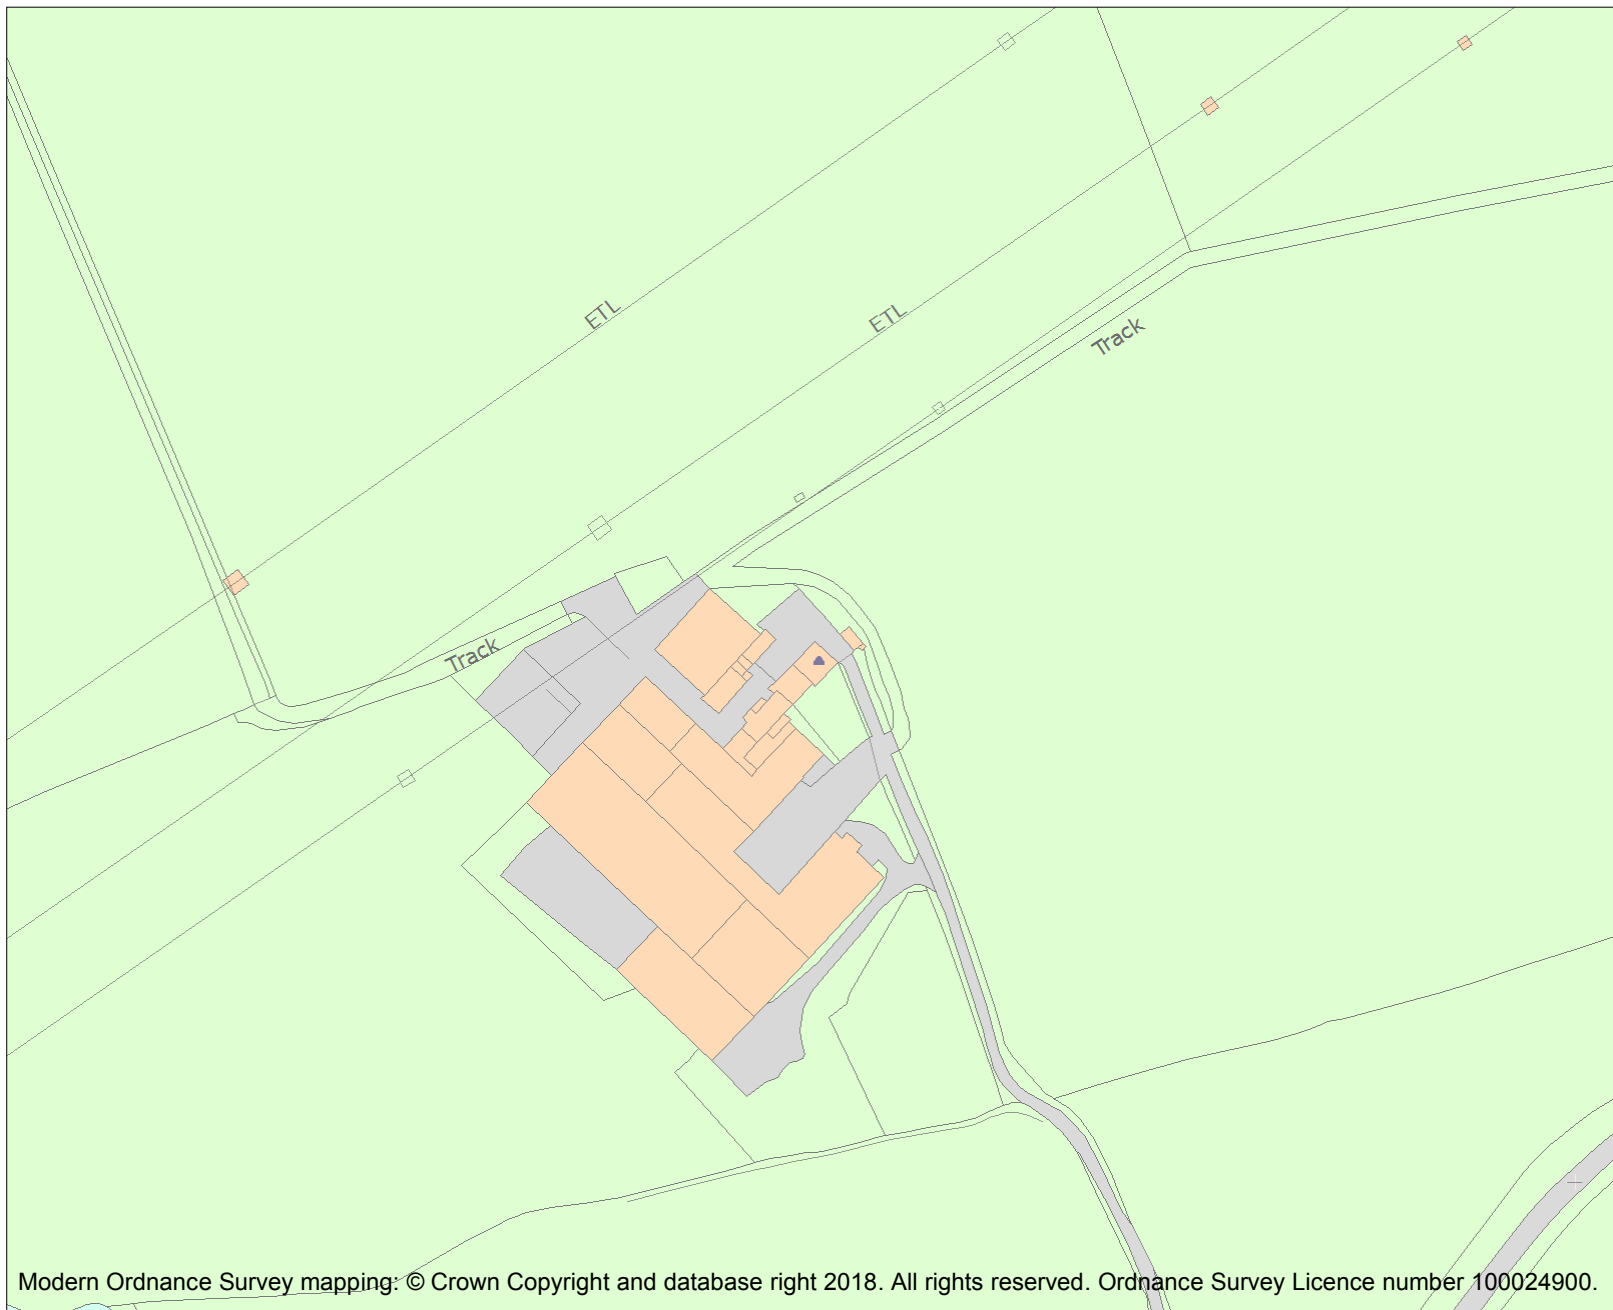 ETL
ETL
Track
Track
Modern Ordnance Survey mapping: © Crown Copyright and database right 2018. All rights reserved. Ordnance Survey Licence number 100024900.